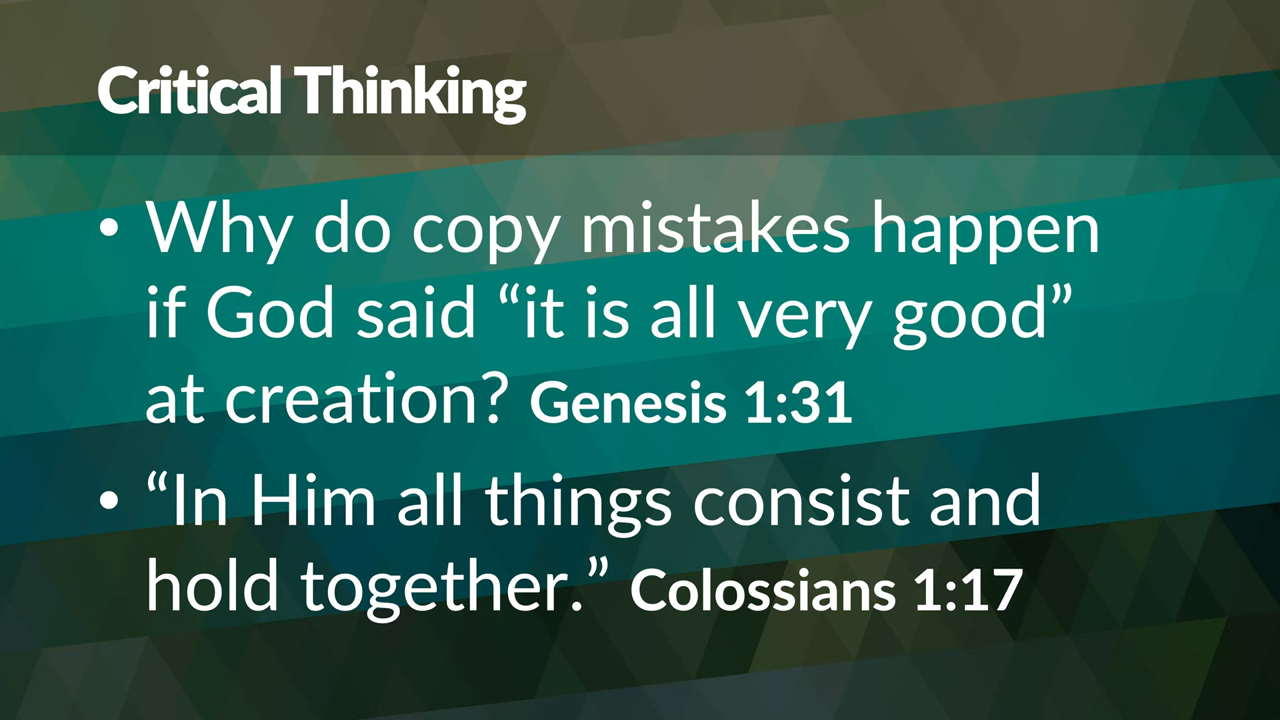 Critical Thinking
• Why do copy mistakes happen
if God said “it is all very good”
at creation? Genesis 1:31
• “In Him all things consist and
hold together.” Colossians 1:17